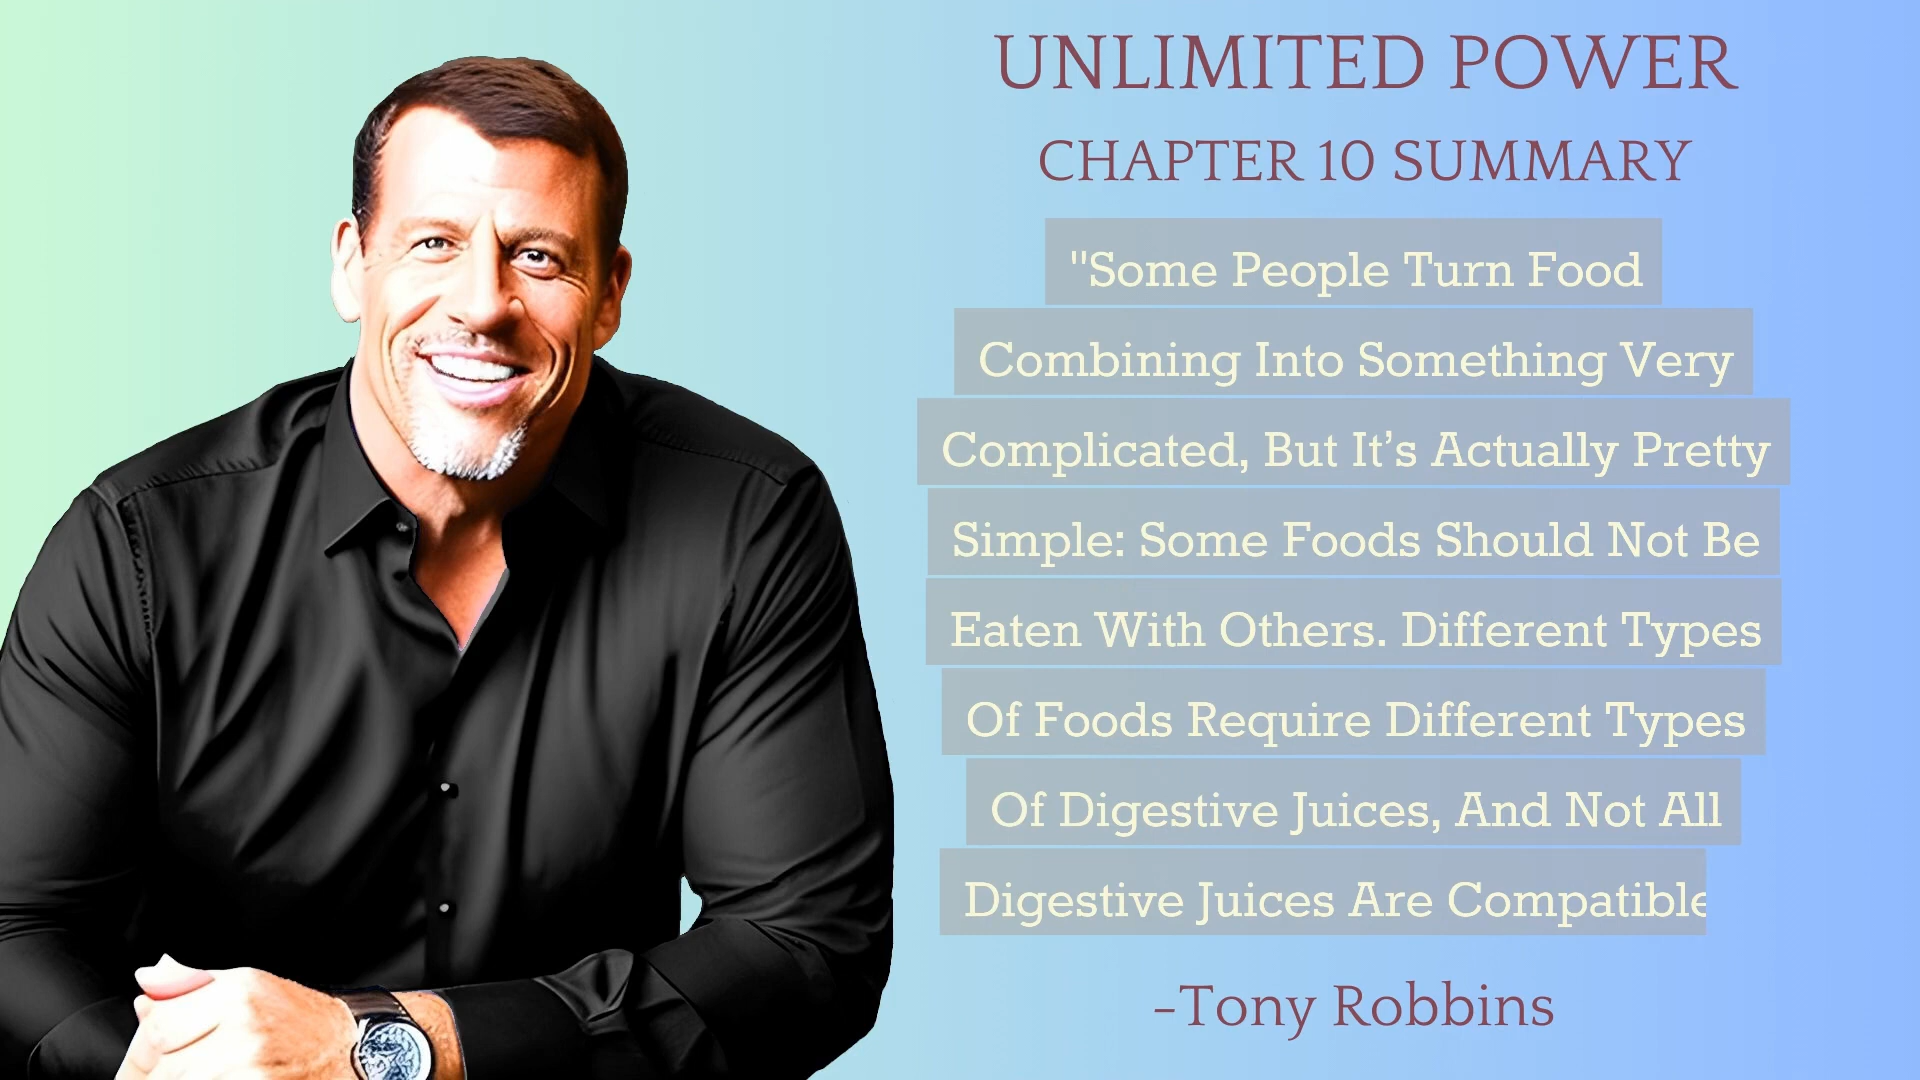 UNLIMITED POWER
CHAPTER 10 SUMMARY
"Some People Turn Food
Combining Into Something Very
Complicated, But It’s Actually Pretty
Simple: Some Foods Should Not Be
Eaten With Others. Different Types
Of Foods Require Different Types
Of Digestive Juices, And Not All
Digestive Juices Are Compatible
-Tony Robbins